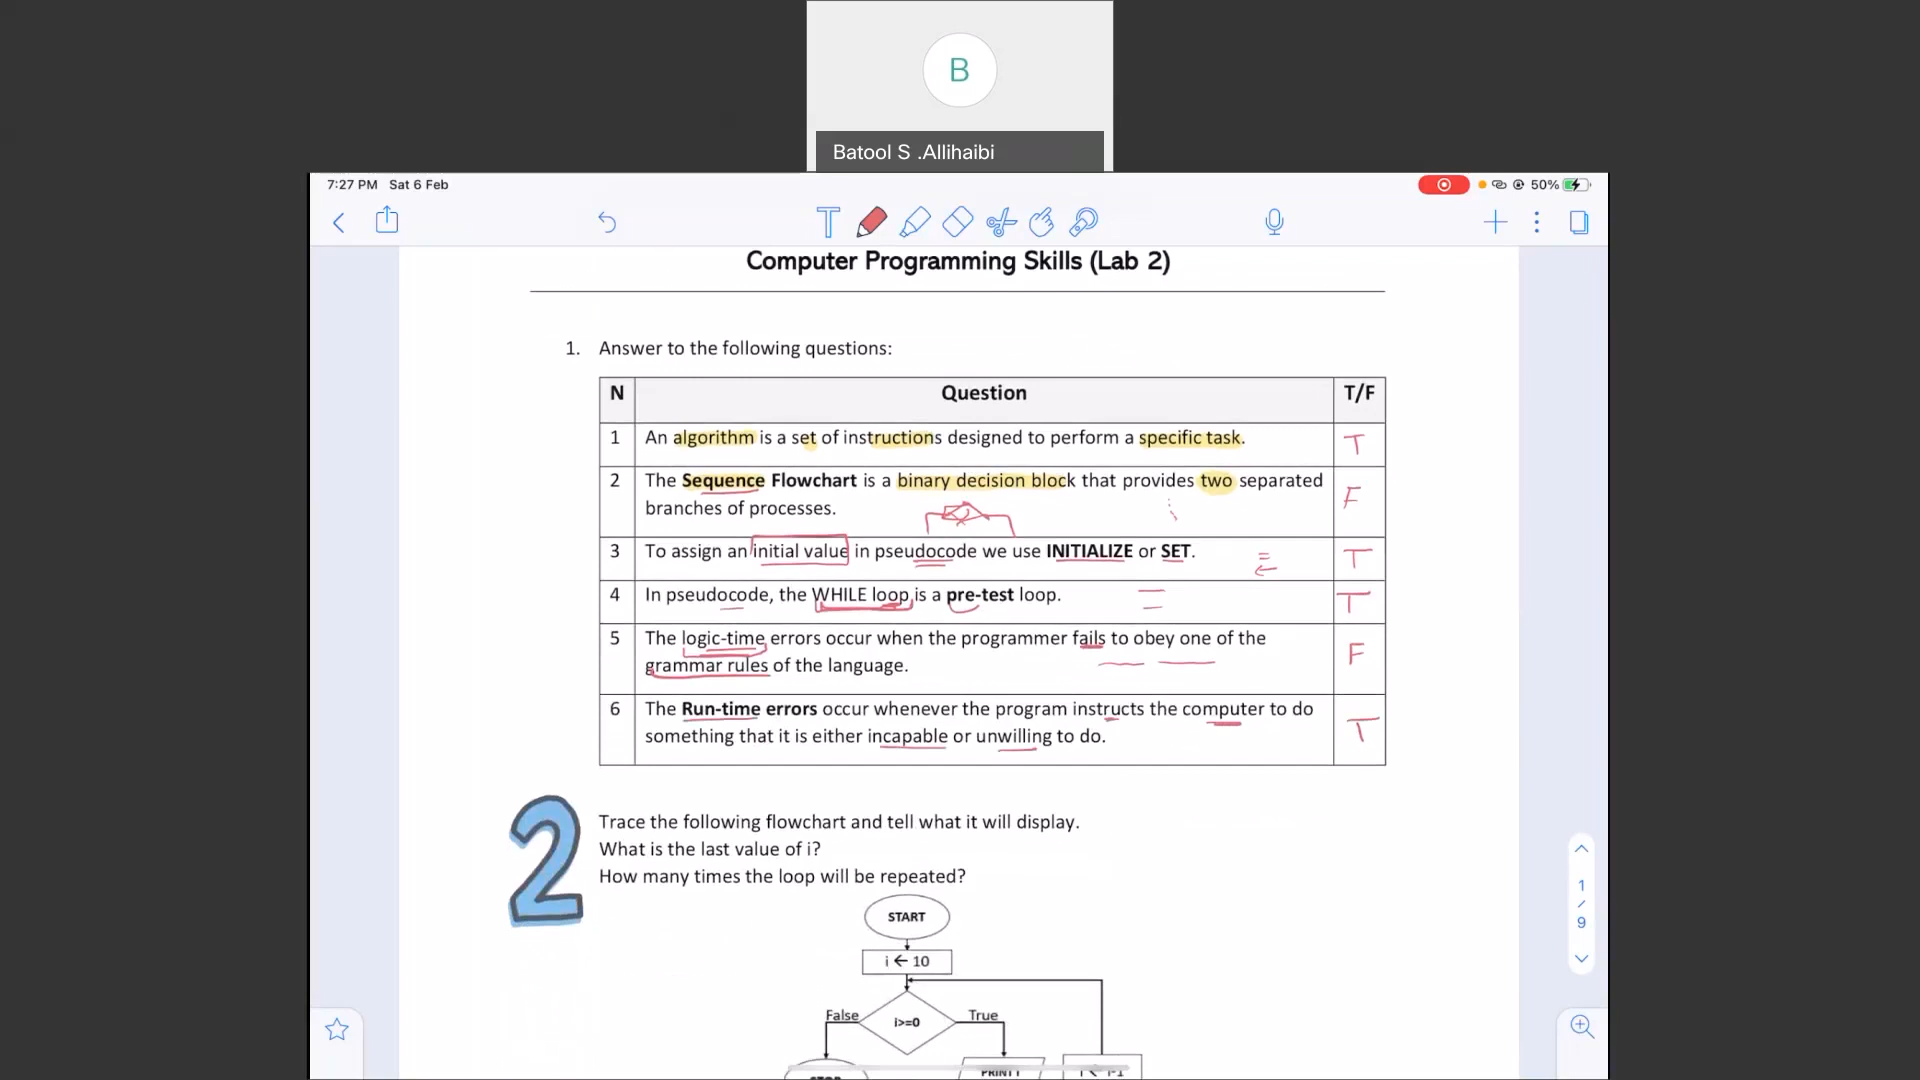 B
Batool S .Allihaibi
7:27 PM Sat 6 Feb
50%
Computer Programming Skills (Lab 2)
1. Answer to the following questions:
N Question T/F
1 An algorithm is a set of instructions designed to perform a specific task. T
2 The Sequence Flowchart is a binary decision block that provides two separated
branches of processes. F
3 To assign an initial value in pseudocode we use INITIALIZE or SET. = ← T
4 In pseudocode, the WHILE loop is a pre-test loop. T
5 The logic-time errors occur when the programmer fails to obey one of the
grammar rules of the language. F
6 The Run-time errors occur whenever the program instructs the computer to do
something that it is either incapable or unwilling to do. T
2
Trace the following flowchart and tell what it will display.
What is the last value of i?
How many times the loop will be repeated?
START
i ← 10
False i>=0 True
1
/
9